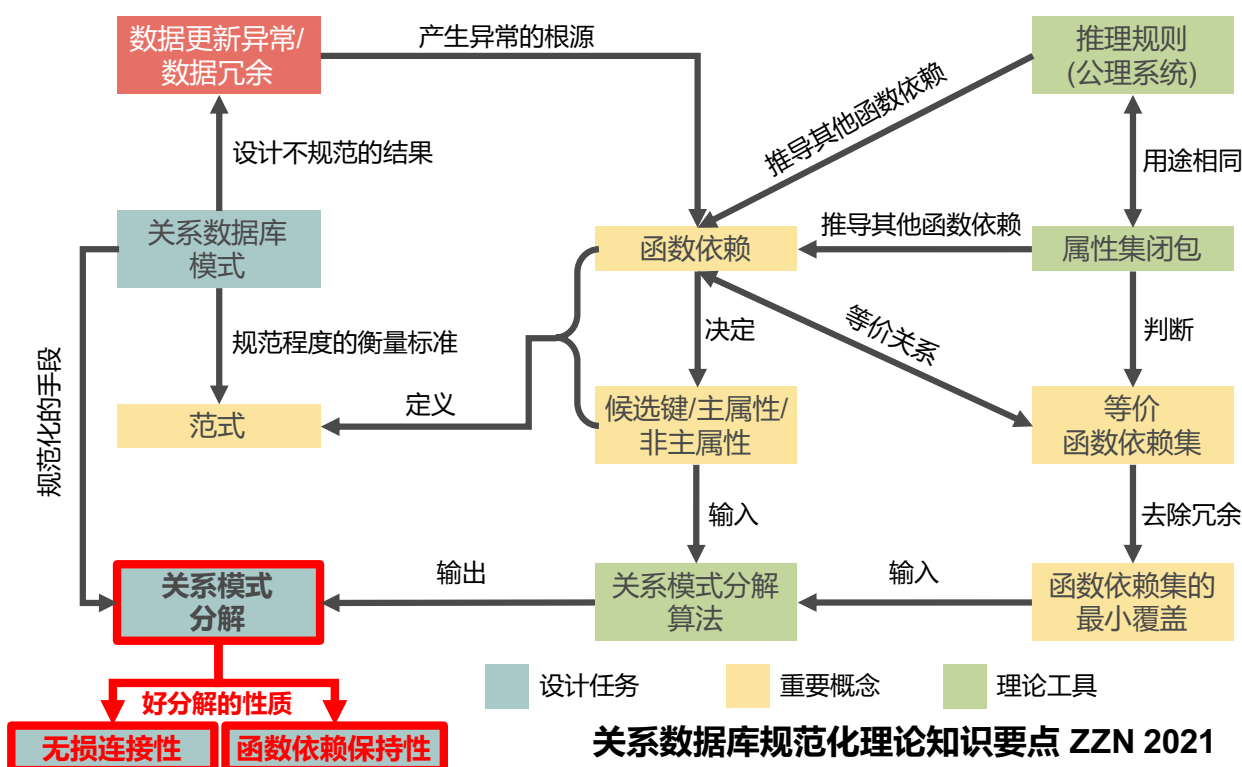 数据更新异常/
数据冗余
产生异常的根源
推理规则
(公理系统)
推导其他函数依赖
设计不规范的结果
用途相同
关系数据库
模式
函数依赖
推导其他函数依赖
属性集闭包
规范程度的衡量标准
决定
等价关系
判断
规范化的手段
范式
定义
候选键/主属性/
非主属性
等价
函数依赖集
输入
去除冗余
关系模式
分解
输出
关系模式分解
算法
输入
函数依赖集的
最小覆盖
好分解的性质
设计任务
重要概念
理论工具
无损连接性
函数依赖保持性
关系数据库规范化理论知识要点 ZZN 2021